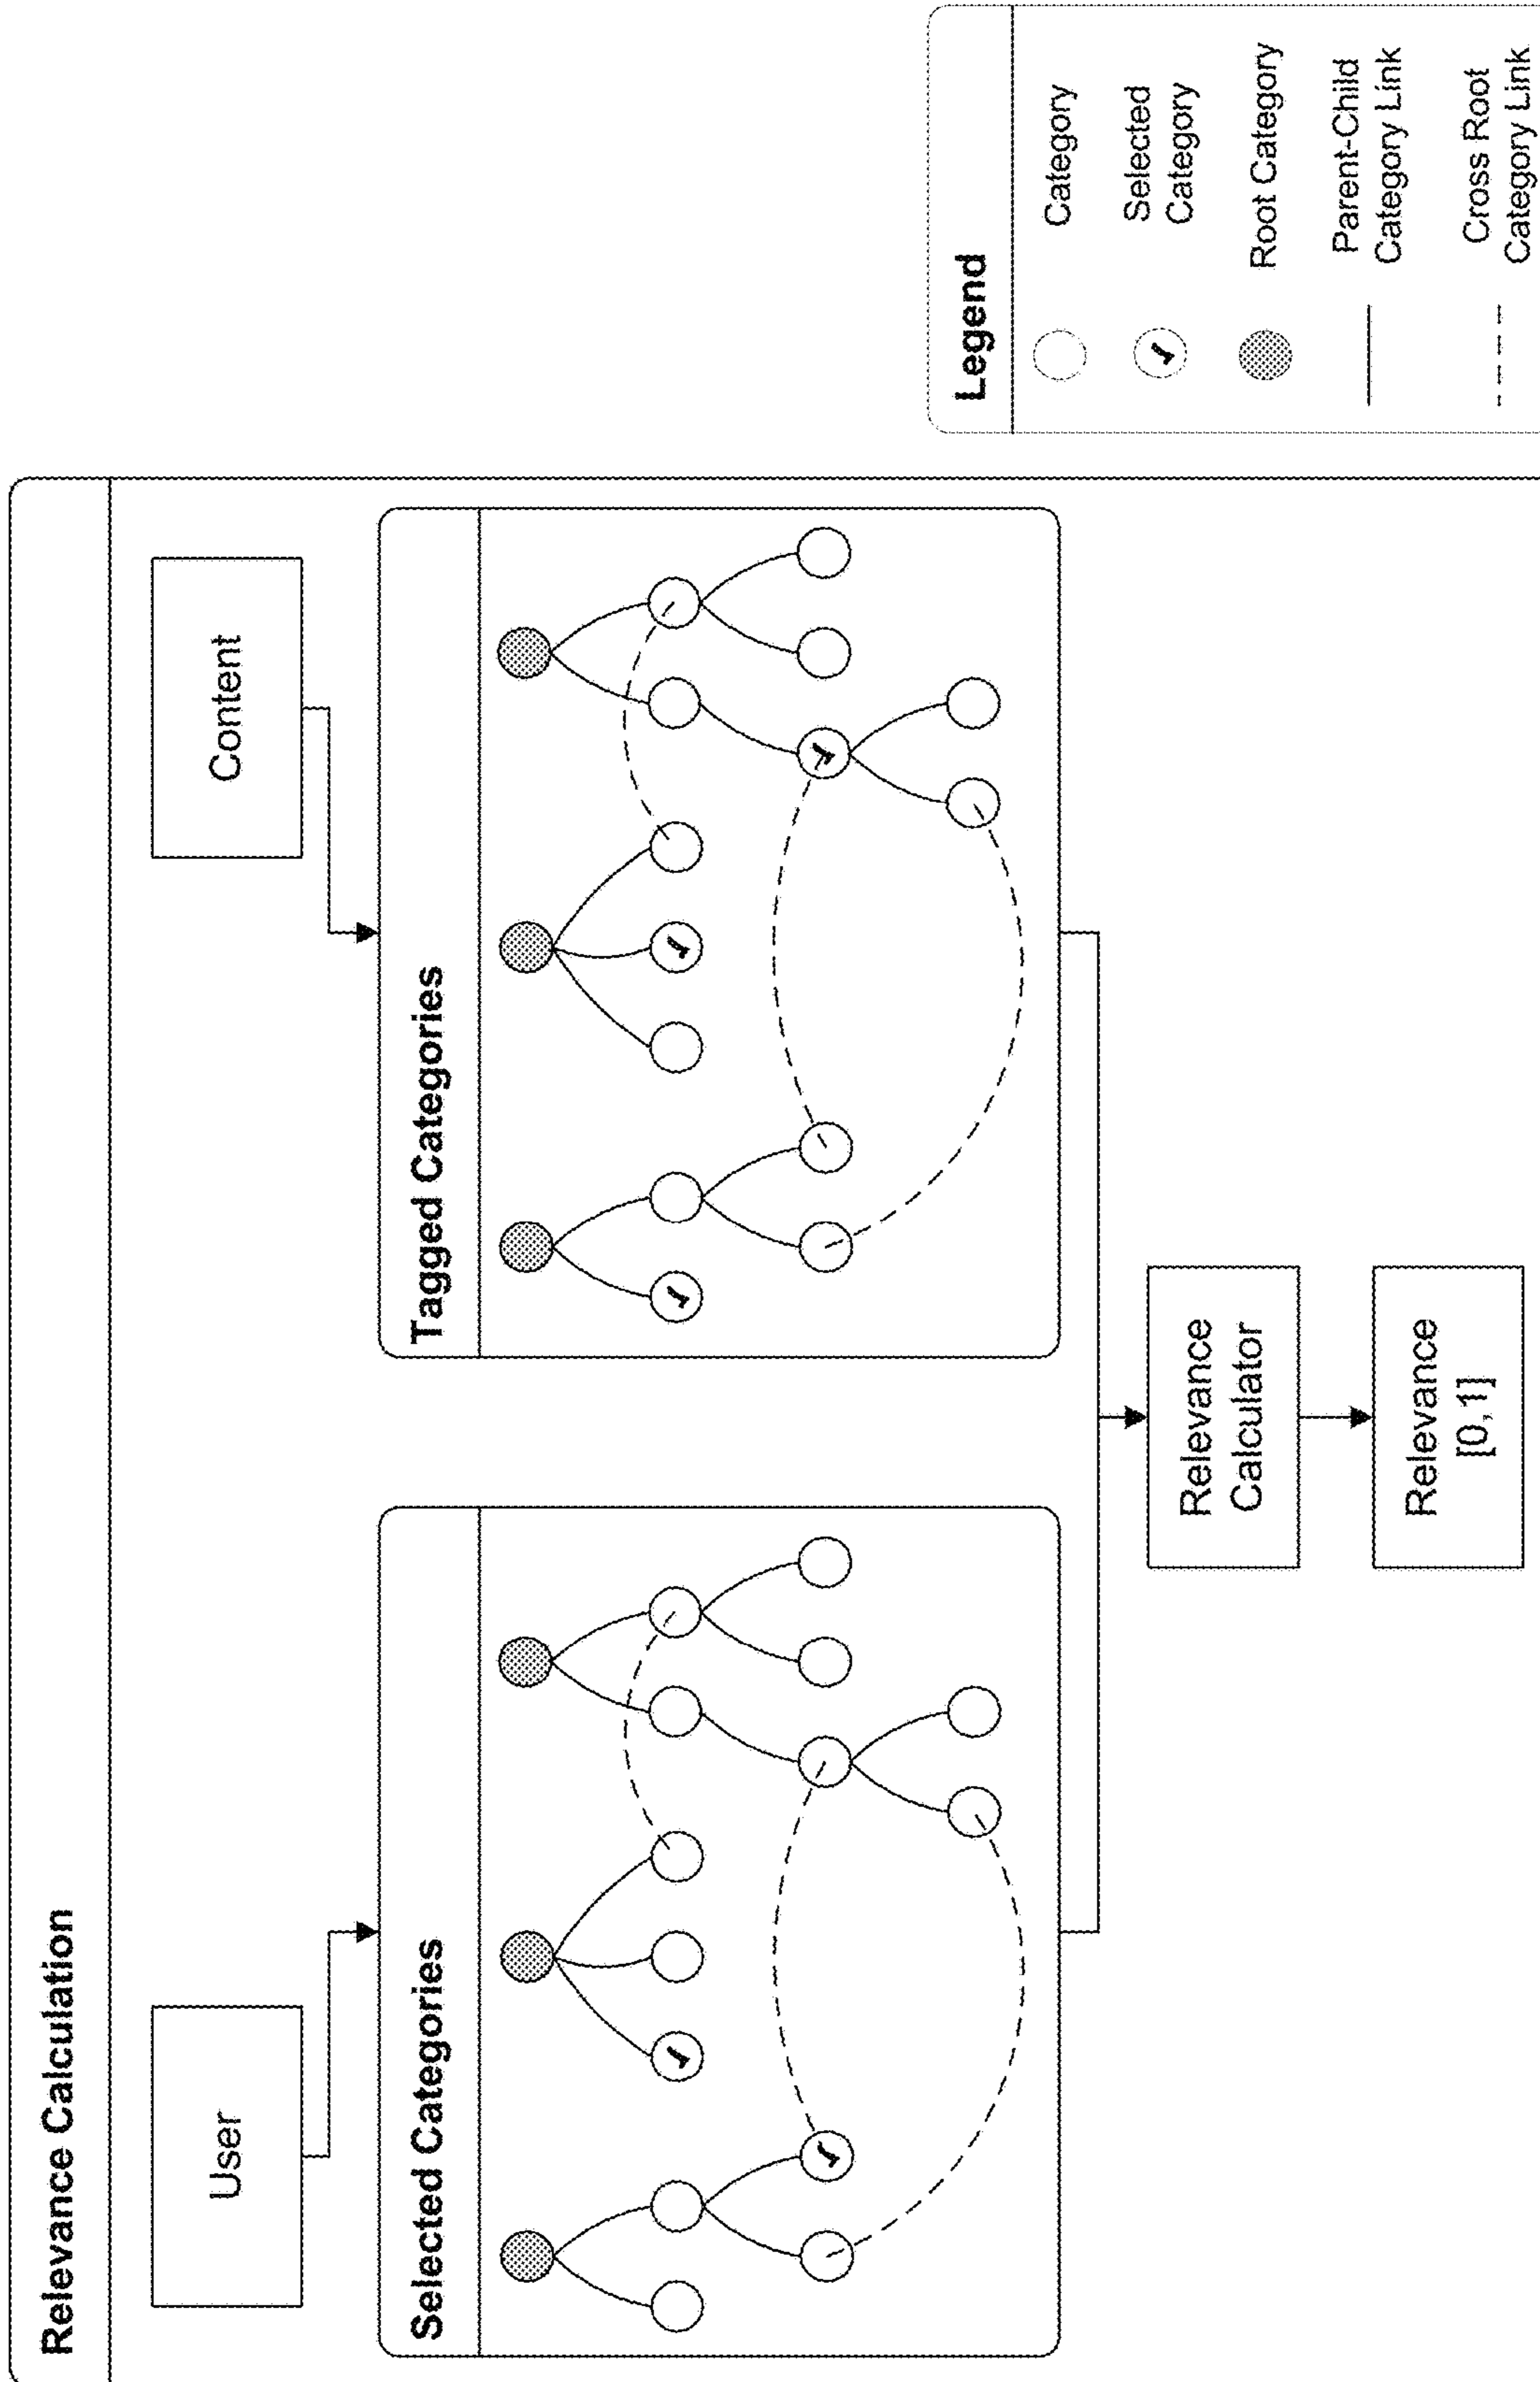 Relevance Calculation
User
Content
Selected Categories
Tagged Categories
Relevance
Calculator
Relevance
[0,1]
Legend
Category
Selected
Category
Root Category
Parent-Child
Category Link
Cross Root
Category Link